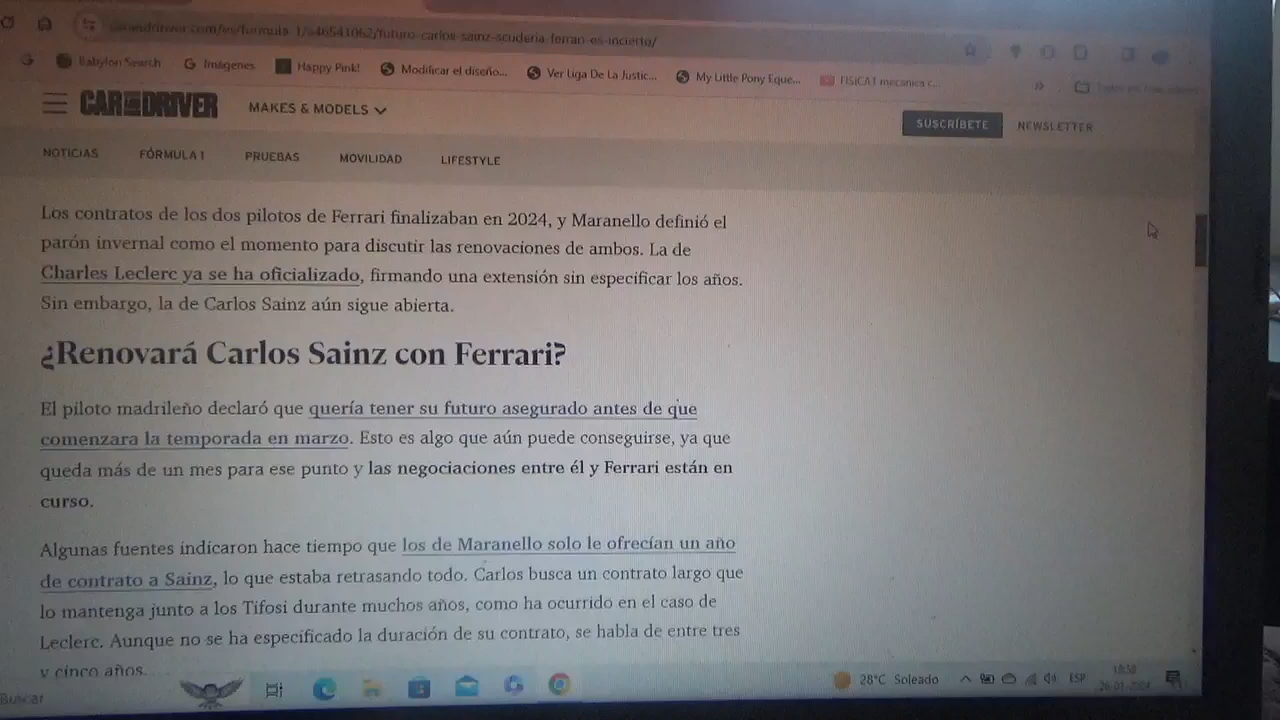 caranddriver.com/es/formula-1/a46541062/futuro-carlos-sainz-scuderia-ferrari-es-incierto/
Babylon Search Imágenes Happy Pink! Modificar el diseño... Ver Liga De La Justic... My Little Pony Eque... FISICA I mecanica c... »
CAR AND DRIVER MAKES & MODELS SUSCRÍBETE NEWSLETTER
NOTICIAS FÓRMULA 1 PRUEBAS MOVILIDAD LIFESTYLE
Los contratos de los dos pilotos de Ferrari finalizaban en 2024, y Maranello definió el
parón invernal como el momento para discutir las renovaciones de ambos. La de
Charles Leclerc ya se ha oficializado, firmando una extensión sin especificar los años.
Sin embargo, la de Carlos Sainz aún sigue abierta.
¿Renovará Carlos Sainz con Ferrari?
El piloto madrileño declaró que quería tener su futuro asegurado antes de que
comenzara la temporada en marzo. Esto es algo que aún puede conseguirse, ya que
queda más de un mes para ese punto y las negociaciones entre él y Ferrari están en
curso.
Algunas fuentes indicaron hace tiempo que los de Maranello solo le ofrecían un año
de contrato a Sainz, lo que estaba retrasando todo. Carlos busca un contrato largo que
lo mantenga junto a los Tifosi durante muchos años, como ha ocurrido en el caso de
Leclerc. Aunque no se ha especificado la duración de su contrato, se habla de entre tres
y cinco años.
Buscar 28°C Soleado ESP 18:58
26-01-2024